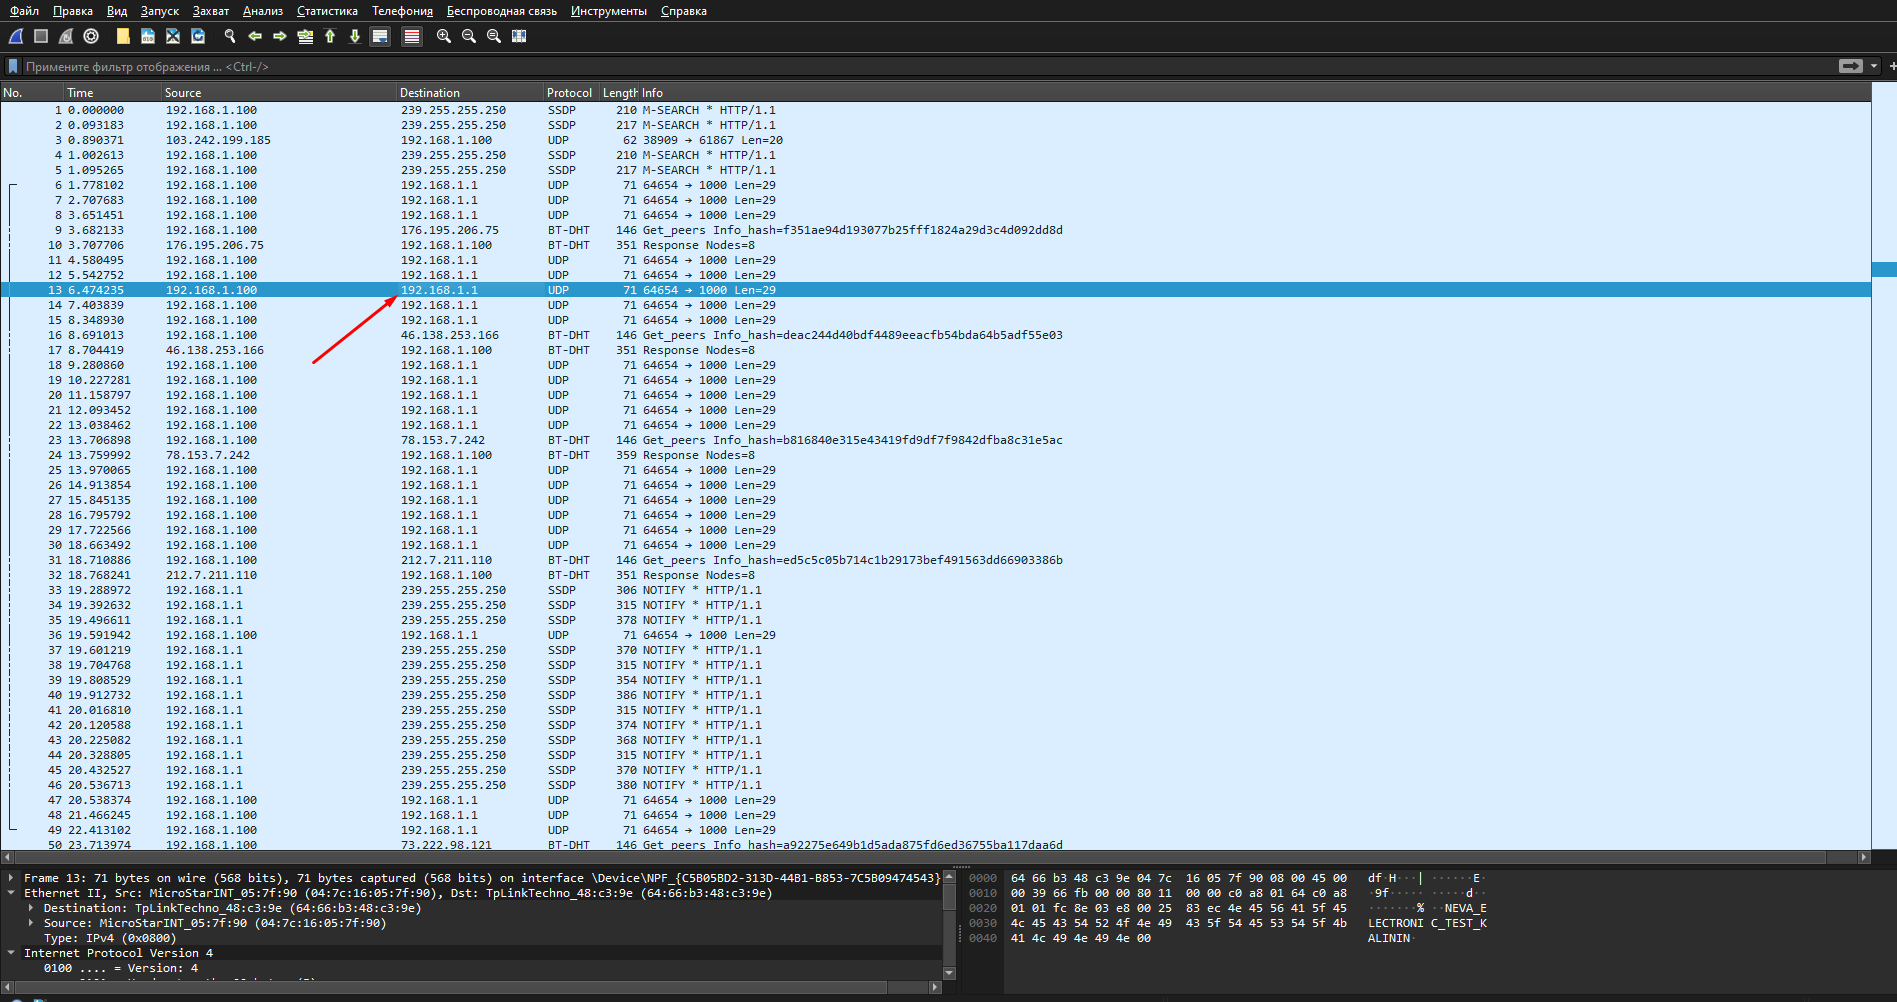 Файл Правка Вид Запуск Захват Анализ Статистика Телефония Беспроводная связь Инструменты Справка
Примените фильтр отображения ... <Ctrl-/>
No. Time Source Destination Protocol Length Info
1 0.000000 192.168.1.100 239.255.255.250 SSDP 210 M-SEARCH * HTTP/1.1
2 0.093183 192.168.1.100 239.255.255.250 SSDP 217 M-SEARCH * HTTP/1.1
3 0.890371 103.242.199.185 192.168.1.100 UDP 62 38909 → 61867 Len=20
4 1.002613 192.168.1.100 239.255.255.250 SSDP 210 M-SEARCH * HTTP/1.1
5 1.095265 192.168.1.100 239.255.255.250 SSDP 217 M-SEARCH * HTTP/1.1
6 1.778102 192.168.1.100 192.168.1.1 UDP 71 64654 → 1000 Len=29
7 2.707683 192.168.1.100 192.168.1.1 UDP 71 64654 → 1000 Len=29
8 3.651451 192.168.1.100 192.168.1.1 UDP 71 64654 → 1000 Len=29
9 3.682133 192.168.1.100 176.195.206.75 BT-DHT 146 Get_peers Info_hash=f351ae94d193077b25fff1824a29d3c4d092dd8d
10 3.707706 176.195.206.75 192.168.1.100 BT-DHT 351 Response Nodes=8
11 4.580495 192.168.1.100 192.168.1.1 UDP 71 64654 → 1000 Len=29
12 5.542752 192.168.1.100 192.168.1.1 UDP 71 64654 → 1000 Len=29
13 6.474235 192.168.1.100 192.168.1.1 UDP 71 64654 → 1000 Len=29
14 7.403839 192.168.1.100 192.168.1.1 UDP 71 64654 → 1000 Len=29
15 8.348930 192.168.1.100 192.168.1.1 UDP 71 64654 → 1000 Len=29
16 8.691013 192.168.1.100 46.138.253.166 BT-DHT 146 Get_peers Info_hash=deac244d40bdf4489eeacfb54bda64b5adf55e03
17 8.704419 46.138.253.166 192.168.1.100 BT-DHT 351 Response Nodes=8
18 9.280860 192.168.1.100 192.168.1.1 UDP 71 64654 → 1000 Len=29
19 10.227281 192.168.1.100 192.168.1.1 UDP 71 64654 → 1000 Len=29
20 11.158797 192.168.1.100 192.168.1.1 UDP 71 64654 → 1000 Len=29
21 12.093452 192.168.1.100 192.168.1.1 UDP 71 64654 → 1000 Len=29
22 13.038462 192.168.1.100 192.168.1.1 UDP 71 64654 → 1000 Len=29
23 13.706898 192.168.1.100 78.153.7.242 BT-DHT 146 Get_peers Info_hash=b816840e315e43419fd9df7f9842dfba8c31e5ac
24 13.759992 78.153.7.242 192.168.1.100 BT-DHT 359 Response Nodes=8
25 13.970065 192.168.1.100 192.168.1.1 UDP 71 64654 → 1000 Len=29
26 14.913854 192.168.1.100 192.168.1.1 UDP 71 64654 → 1000 Len=29
27 15.845135 192.168.1.100 192.168.1.1 UDP 71 64654 → 1000 Len=29
28 16.795792 192.168.1.100 192.168.1.1 UDP 71 64654 → 1000 Len=29
29 17.722566 192.168.1.100 192.168.1.1 UDP 71 64654 → 1000 Len=29
30 18.663492 192.168.1.100 192.168.1.1 UDP 71 64654 → 1000 Len=29
31 18.710886 192.168.1.100 212.7.211.110 BT-DHT 146 Get_peers Info_hash=ed5c5c05b714c1b29173bef491563dd66903386b
32 18.768241 212.7.211.110 192.168.1.100 BT-DHT 351 Response Nodes=8
33 19.288972 192.168.1.1 239.255.255.250 SSDP 306 NOTIFY * HTTP/1.1
34 19.392632 192.168.1.1 239.255.255.250 SSDP 315 NOTIFY * HTTP/1.1
35 19.496611 192.168.1.1 239.255.255.250 SSDP 378 NOTIFY * HTTP/1.1
36 19.591942 192.168.1.100 192.168.1.1 UDP 71 64654 → 1000 Len=29
37 19.601219 192.168.1.1 239.255.255.250 SSDP 370 NOTIFY * HTTP/1.1
38 19.704768 192.168.1.1 239.255.255.250 SSDP 315 NOTIFY * HTTP/1.1
39 19.808529 192.168.1.1 239.255.255.250 SSDP 354 NOTIFY * HTTP/1.1
40 19.912732 192.168.1.1 239.255.255.250 SSDP 386 NOTIFY * HTTP/1.1
41 20.016810 192.168.1.1 239.255.255.250 SSDP 315 NOTIFY * HTTP/1.1
42 20.120588 192.168.1.1 239.255.255.250 SSDP 374 NOTIFY * HTTP/1.1
43 20.225082 192.168.1.1 239.255.255.250 SSDP 368 NOTIFY * HTTP/1.1
44 20.328805 192.168.1.1 239.255.255.250 SSDP 315 NOTIFY * HTTP/1.1
45 20.432527 192.168.1.1 239.255.255.250 SSDP 370 NOTIFY * HTTP/1.1
46 20.536713 192.168.1.1 239.255.255.250 SSDP 380 NOTIFY * HTTP/1.1
47 20.538374 192.168.1.100 192.168.1.1 UDP 71 64654 → 1000 Len=29
48 21.466245 192.168.1.100 192.168.1.1 UDP 71 64654 → 1000 Len=29
49 22.413102 192.168.1.100 192.168.1.1 UDP 71 64654 → 1000 Len=29
50 23.713974 192.168.1.100 73.222.98.121 BT-DHT 146 Get_peers Info_hash=a92275e649b1d5ada875fd6ed36755ba117daa6d
Frame 13: 71 bytes on wire (568 bits), 71 bytes captured (568 bits) on interface \Device\NPF_{C5B05BD2-313D-44B1-B853-7C5B09474543}
Ethernet II, Src: MicroStarINT_05:7f:90 (04:7c:16:05:7f:90), Dst: TpLinkTechno_48:c3:9e (64:66:b3:48:c3:9e)
Destination: TpLinkTechno_48:c3:9e (64:66:b3:48:c3:9e)
Source: MicroStarINT_05:7f:90 (04:7c:16:05:7f:90)
Type: IPv4 (0x0800)
Internet Protocol Version 4
0100 .... = Version: 4
0000 64 66 b3 48 c3 9e 04 7c 16 05 7f 90 08 00 45 00 df·H···| ······E·
0010 00 39 66 fb 00 00 80 11 00 00 c0 a8 01 64 c0 a8 ·9f····· ·····d··
0020 01 01 fc 8e 03 e8 00 25 83 ec 4e 45 56 41 5f 45 ·······% ··NEVA_E
0030 4c 45 43 54 52 4f 4e 49 43 5f 54 45 53 54 5f 4b LECTRONI C_TEST_K
0040 41 4c 49 4e 49 4e 00 ALININ·